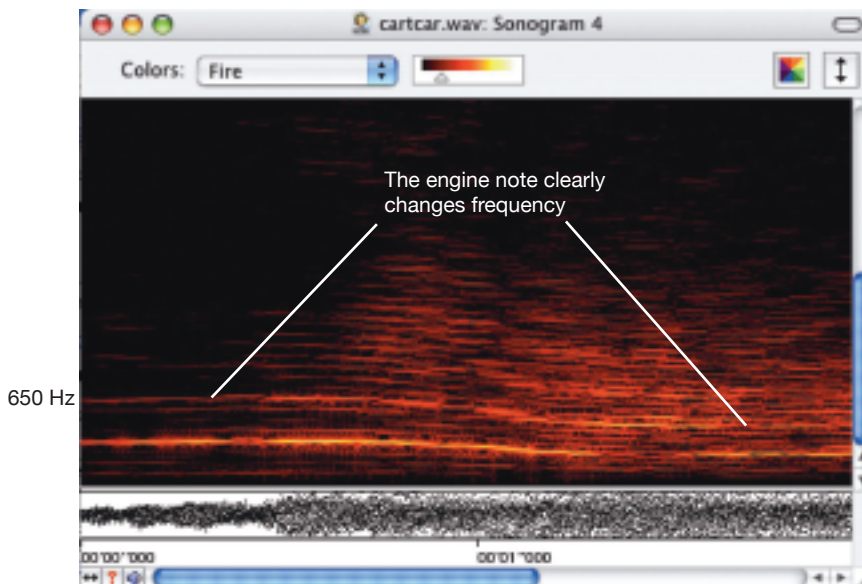 cartcar.wav: Sonogram 4
Colors: Fire
The engine note clearly
changes frequency
650 Hz
00'00"000
00'01"000
?